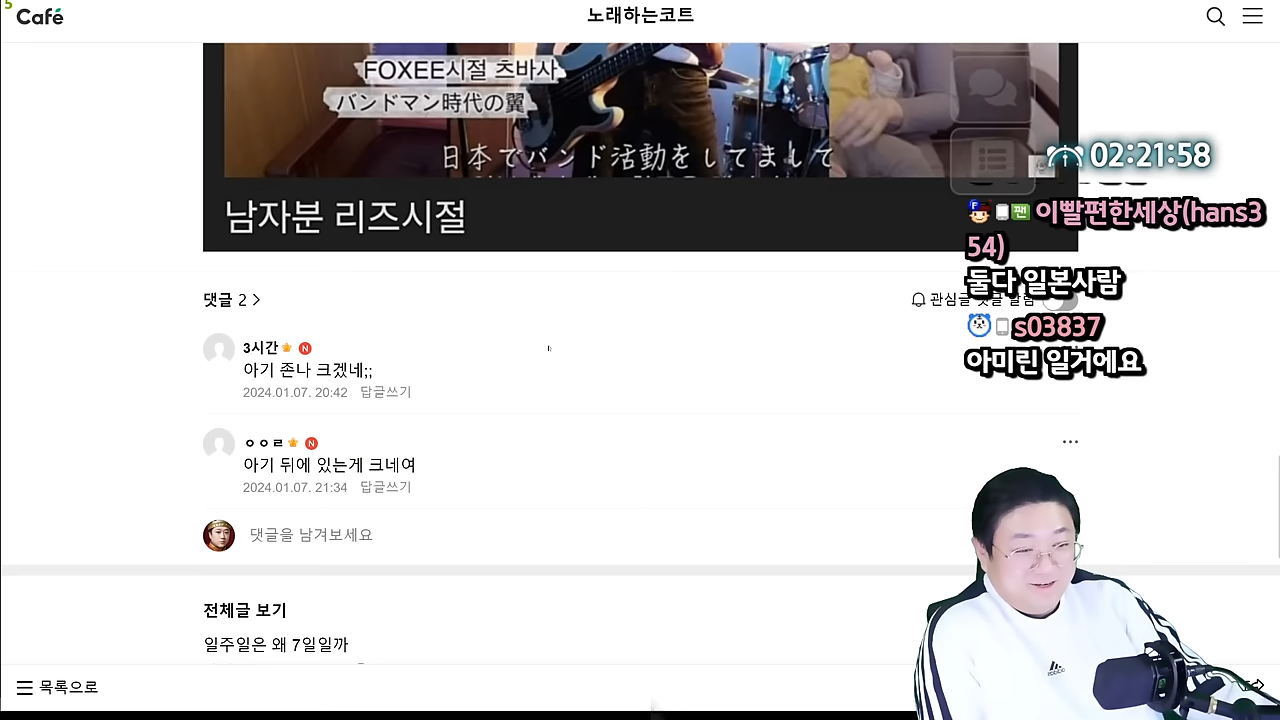 5
Café
노래하는코트
FOXEE시절 츠바사
バンドマン時代の翼
日本でバンド活動をしてまして
남자분 리즈시절
02:21:58
이빨편한세상(hans3
54)
둘다 일본사람
s03837
아미린 일거에요
댓글 2
관심글 댓글 알림
3시간 N
아기 존나 크겠네;;
2024.01.07. 20:42 답글쓰기
ㅇㅇㄹ N
아기 뒤에 있는게 크네여
2024.01.07. 21:34 답글쓰기
댓글을 남겨보세요
전체글 보기
일주일은 왜 7일일까
목록으로